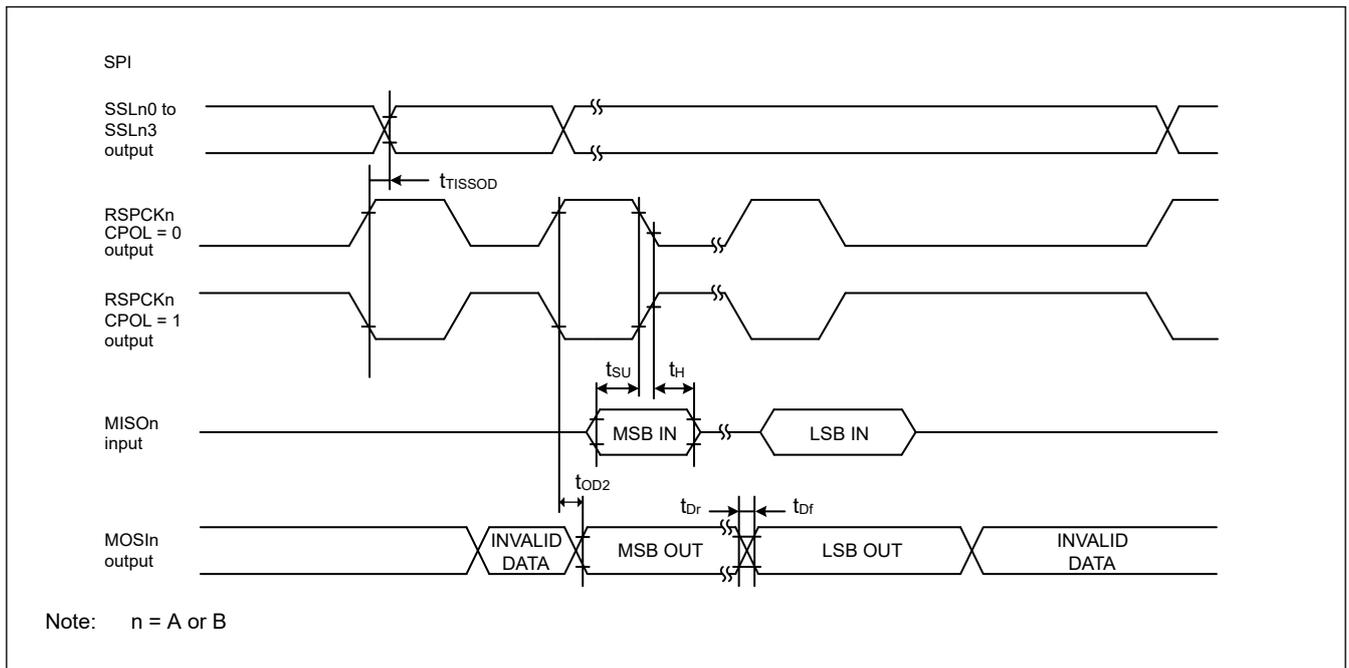 SPI
SSLn0 to
SSLn3
output
tTISSOD
RSPCKn
CPOL = 0
output
RSPCKn
CPOL = 1
output
tSU
tH
MISOn
input
MSB IN
LSB IN
tOD2
tDr
tDf
MOSIn
output
INVALID
DATA
MSB OUT
LSB OUT
INVALID
DATA
Note: n = A or B